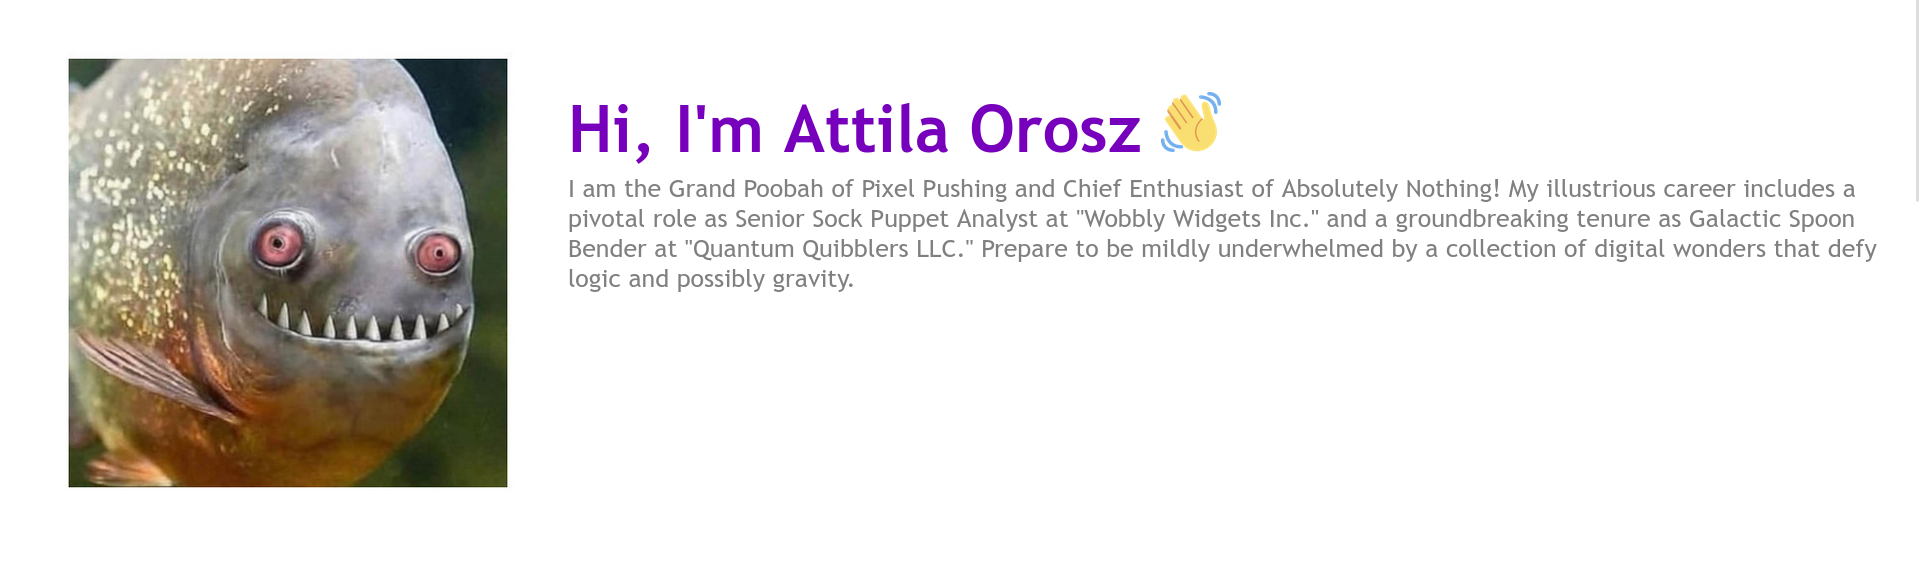 Hi, I'm Attila Orosz 👋
I am the Grand Poobah of Pixel Pushing and Chief Enthusiast of Absolutely Nothing! My illustrious career includes a
pivotal role as Senior Sock Puppet Analyst at "Wobbly Widgets Inc." and a groundbreaking tenure as Galactic Spoon
Bender at "Quantum Quibblers LLC." Prepare to be mildly underwhelmed by a collection of digital wonders that defy
logic and possibly gravity.